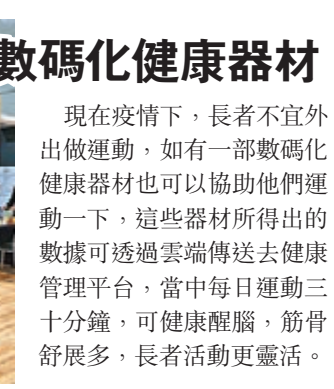 數碼化健康器材
現在疫情下，長者不宜外
出做運動，如有一部數碼化
健康器材也可以協助他們運
動一下，這些器材所得出的
數據可透過雲端傳送去健康
管理平台，當中每日運動三
十分鐘，可健康醒腦，筋骨
舒展多，長者活動更靈活。